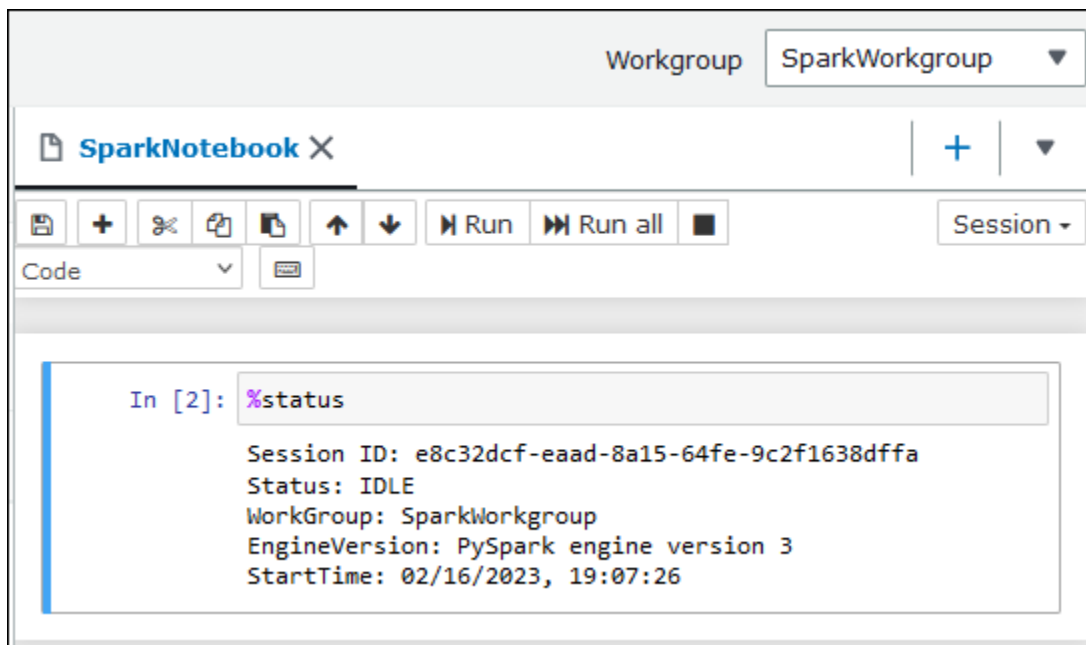 Workgroup SparkWorkgroup
SparkNotebook
Run Run all Session
Code
In [2]: %status
Session ID: e8c32dcf-eaad-8a15-64fe-9c2f1638dffa
Status: IDLE
WorkGroup: SparkWorkgroup
EngineVersion: PySpark engine version 3
StartTime: 02/16/2023, 19:07:26